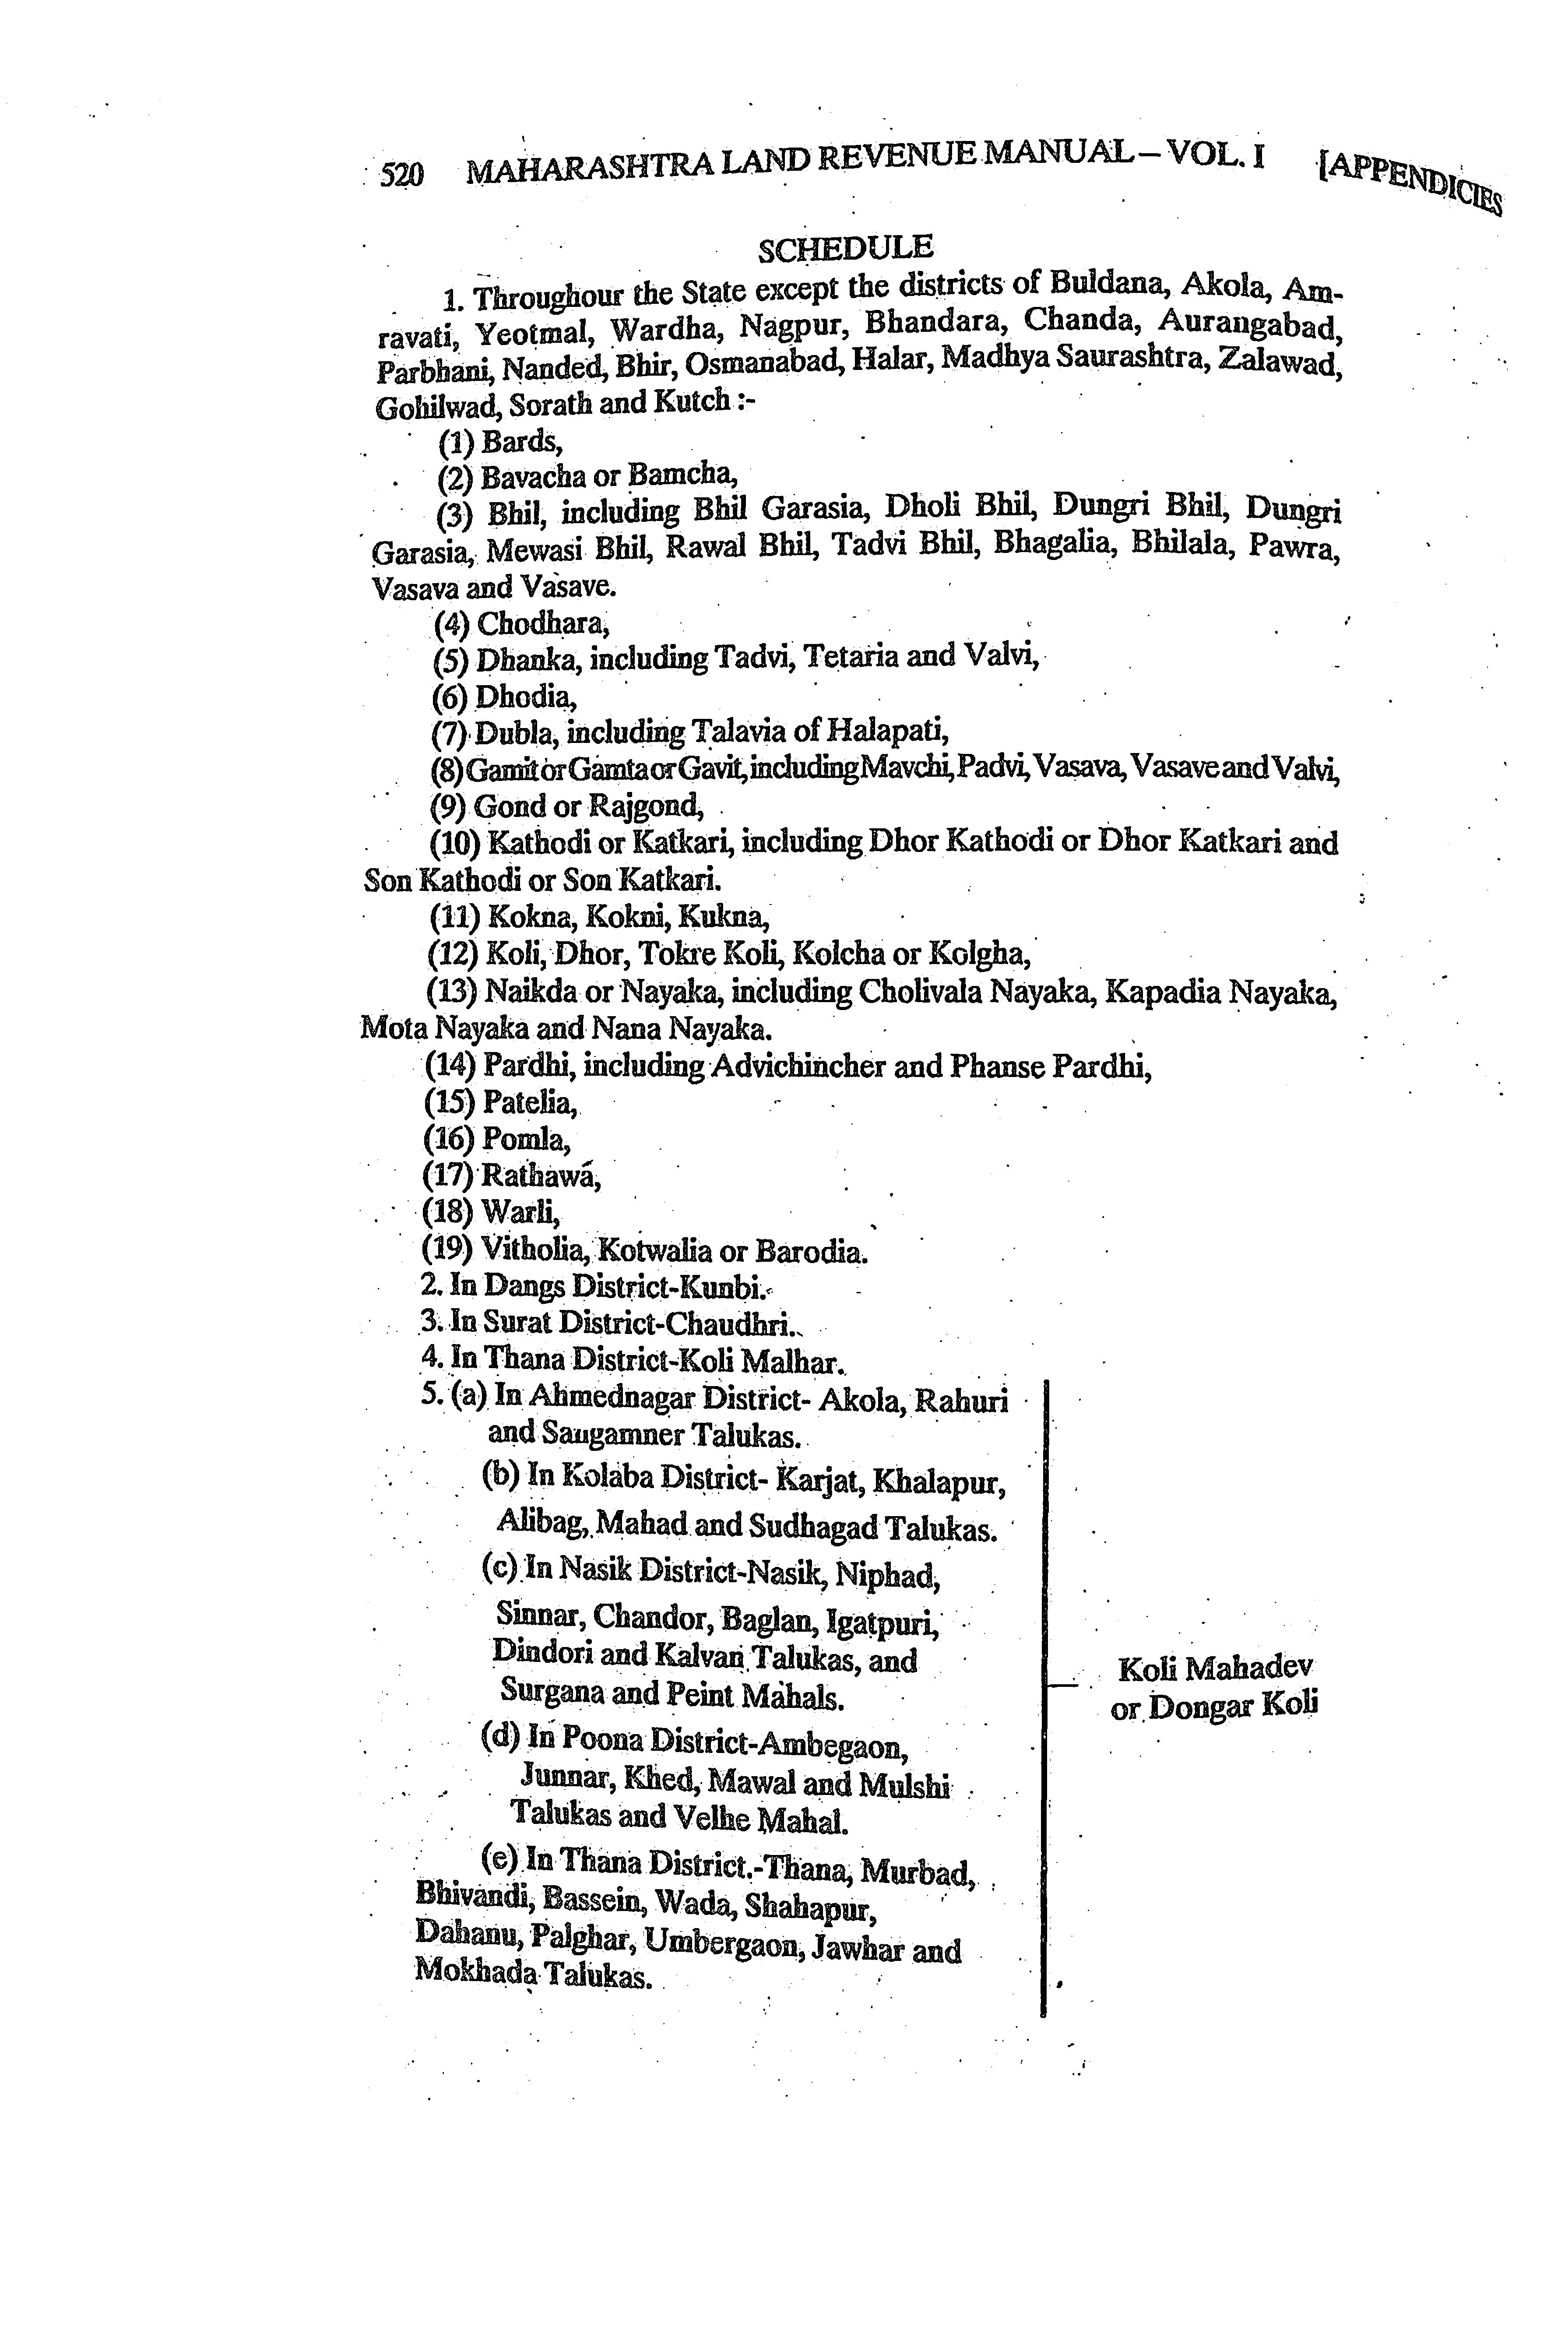 520 MAHARASHTRA LAND REVENUE MANUAL – VOL. I [APPENDICIES
SCHEDULE
1. Throughour the State except the districts of Buldana, Akola, Am-
ravati, Yeotmal, Wardha, Nagpur, Bhandara, Chanda, Aurangabad,
Parbhani, Nanded, Bhir, Osmanabad, Halar, Madhya Saurashtra, Zalawad,
Gohilwad, Sorath and Kutch :-
(1) Bards,
(2) Bavacha or Bamcha,
(3) Bhil, including Bhil Garasia, Dholi Bhil, Dungri Bhil, Dungri
Garasia, Mewasi Bhil, Rawal Bhil, Tadvi Bhil, Bhagalia, Bhilala, Pawra,
Vasava and Vasave.
(4) Chodhara,
(5) Dhanka, including Tadvi, Tetaria and Valvi,
(6) Dhodia,
(7) Dubla, including Talavia of Halapati,
(8) Gamit or Gamta or Gavit, including Mavchi, Padvi, Vasava, Vasave and Valvi,
(9) Gond or Rajgond,
(10) Kathodi or Katkari, including Dhor Kathodi or Dhor Katkari and
Son Kathodi or Son Katkari.
(11) Kokna, Kokni, Kukna,
(12) Koli, Dhor, Tokre Koli, Kolcha or Kolgha,
(13) Naikda or Nayaka, including Cholivala Nayaka, Kapadia Nayaka,
Mota Nayaka and Nana Nayaka.
(14) Pardhi, including Advichincher and Phanse Pardhi,
(15) Patelia,
(16) Pomla,
(17) Rathawa,
(18) Warli,
(19) Vitholia, Kotwalia or Barodia.
2. In Dangs District-Kunbi.
3. In Surat District-Chaudhri.
4. In Thana District-Koli Malhar.
5. (a) In Ahmednagar District- Akola, Rahuri
and Saugamner Talukas.
(b) In Kolaba District- Karjat, Khalapur,
Alibag, Mahad and Sudhagad Talukas.
(c) In Nasik District-Nasik, Niphad,
Sinnar, Chandor, Baglan, Igatpuri,
Dindori and Kalvan Talukas, and
Surgana and Peint Mahals.
Koli Mahadev
or Dongar Koli
(d) In Poona District-Ambegaon,
Junnar, Khed, Mawal and Mulshi
Talukas and Velhe Mahal.
(e) In Thana District.-Thana, Murbad,
Bhivandi, Bassein, Wada, Shahapur,
Dahanu, Palghar, Umbergaon, Jawhar and
Mokhada Talukas.